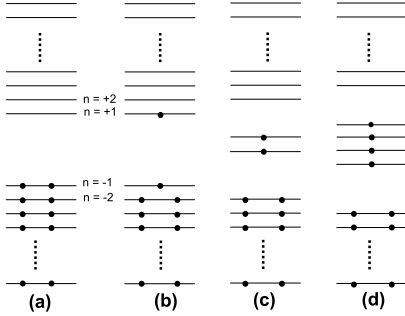 n = +2
n = +1
n = -1
n = -2
(a) (b) (c) (d)